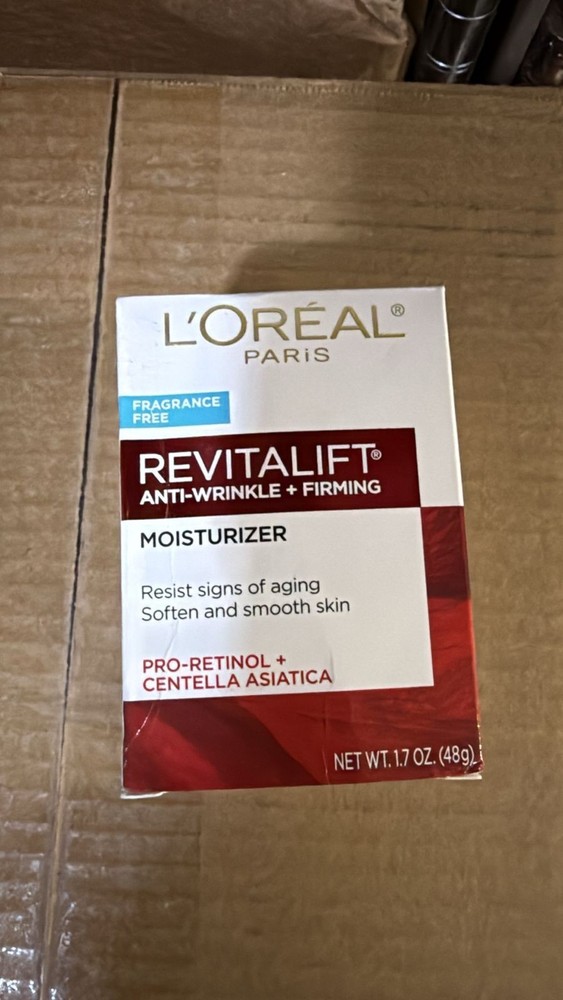 L'ORÉAL®
PARiS
FRAGRANCE
FREE
REVITALIFT®
ANTI-WRINKLE + FIRMING
MOISTURIZER
Resist signs of aging
Soften and smooth skin
PRO-RETINOL +
CENTELLA ASIATICA
NET WT. 1.7 OZ. (48g)